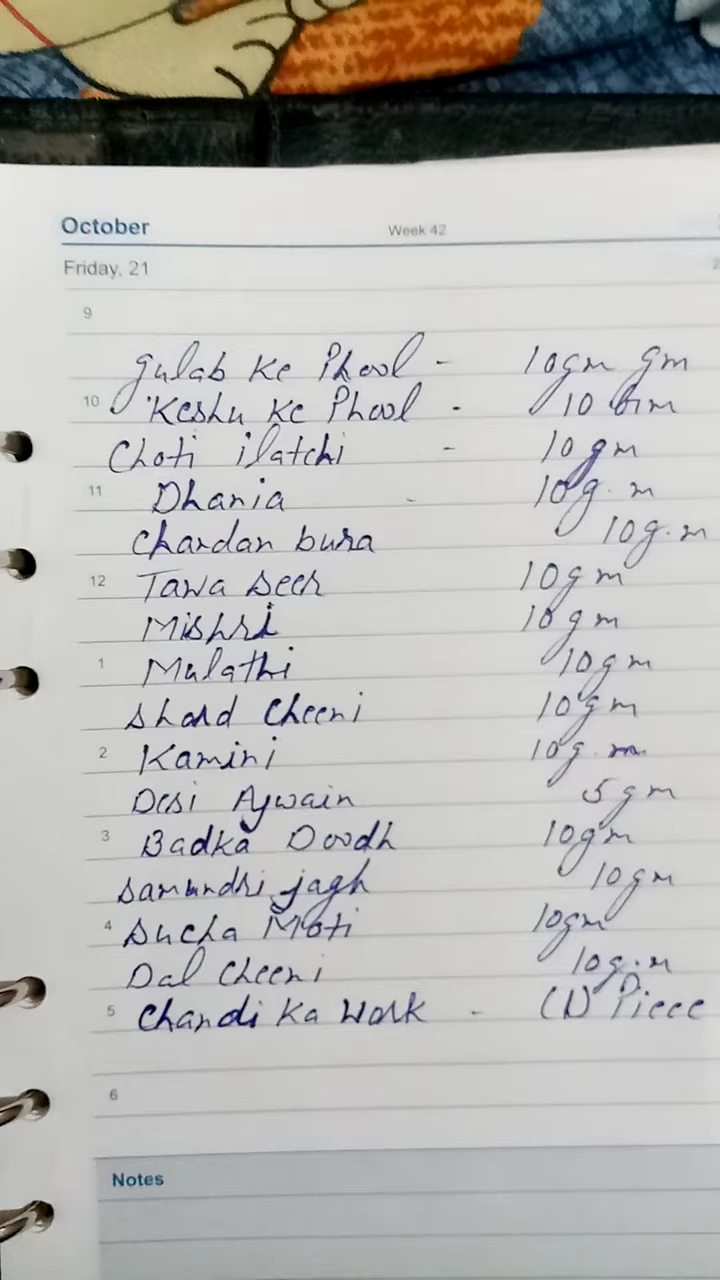 October Week 42
Friday, 21
9
gulab Ke Phool - 10gm gm
10 Keshu Ke Phool - 10 Gm
Choti ilatchi - 10 gm
11 Dhania - 10g.m
Chandan bura 10g.m
12 Tawa Seer 10gm
Mishri 10gm
1 Mulathi 10gm
Shard Cheeni 10gm
2 Kamini 10g.m
Desi Ajwain 5gm
3 Badka Doodh 10gm
Samundri jagh 10gm
4 Sucha Moti 10gm
Dal Cheeni 10g.m
5 Chandi Ka Work - (1) Piece
6
Notes